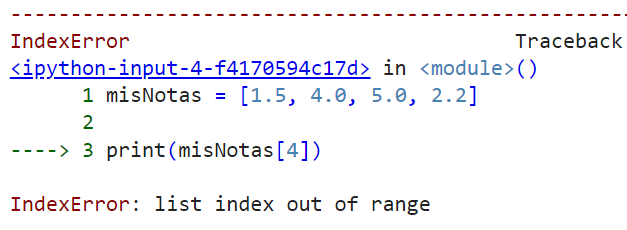 -----------------------------------------------------
IndexError Traceback
<ipython-input-4-f4170594c17d> in <module>()
1 misNotas = [1.5, 4.0, 5.0, 2.2]
2
----> 3 print(misNotas[4])
IndexError: list index out of range